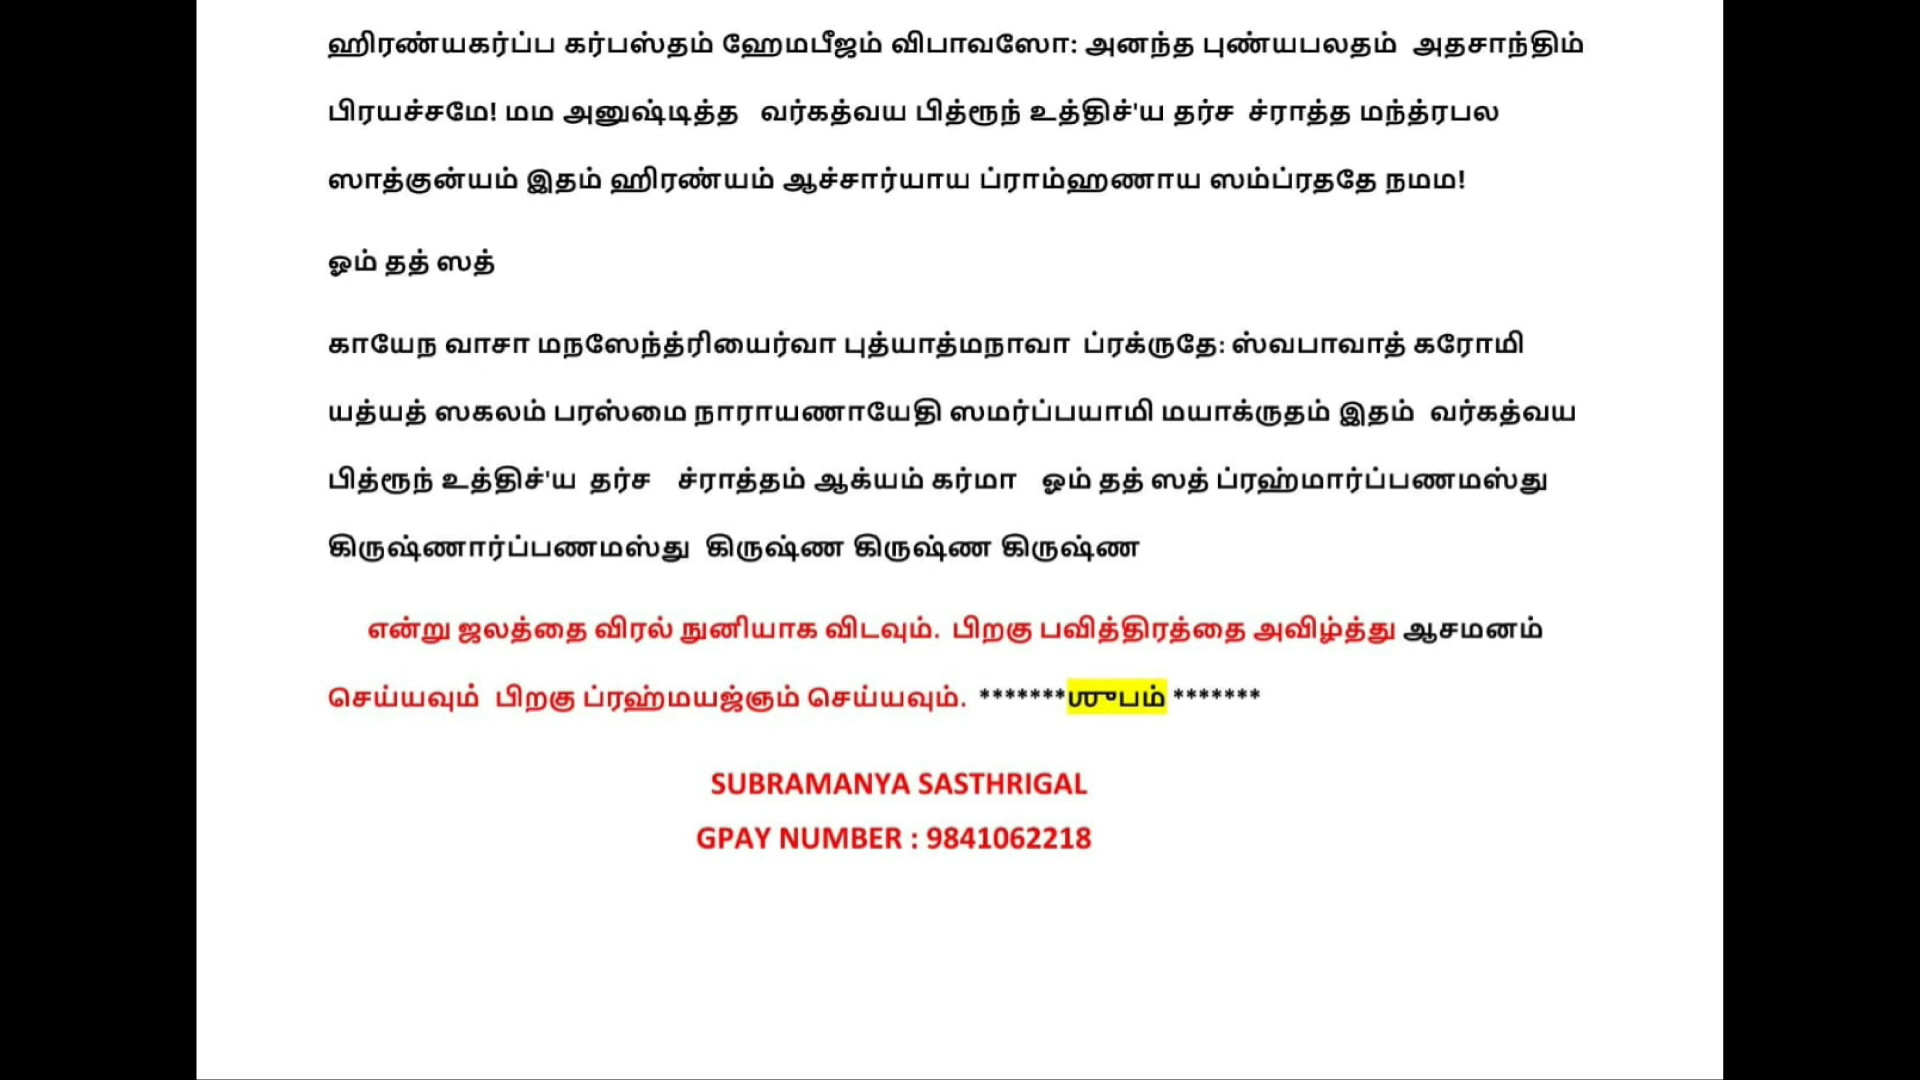 ஹிரண்யகர்ப்ப கர்பஸ்தம் ஹேமபீஜம் விபாவஸோ: அனந்த புண்யபலதம் அதசாந்திம்
பிரயச்சமே! மம அனுஷ்டித்த வர்கத்வய பித்ரூந் உத்திச்'ய தர்ச ச்ராத்த மந்த்ரபல
ஸாத்குன்யம் இதம் ஹிரண்யம் ஆச்சார்யாய ப்ராம்ஹணாய ஸம்ப்ரததே நமம!
ஓம் தத் ஸத்
காயேந வாசா மநஸேந்த்ரியைர்வா புத்யாத்மநாவா ப்ரக்ருதே: ஸ்வபாவாத் கரோமி
யத்யத் ஸகலம் பரஸ்மை நாராயணாயேதி ஸமர்ப்பயாமி மயாக்ருதம் இதம் வர்கத்வய
பித்ரூந் உத்திச்'ய தர்ச ச்ராத்தம் ஆக்யம் கர்மா ஓம் தத் ஸத் ப்ரஹ்மார்ப்பணமஸ்து
கிருஷ்ணார்ப்பணமஸ்து கிருஷ்ண கிருஷ்ண கிருஷ்ண
என்று ஜலத்தை விரல் நுனியாக விடவும். பிறகு பவித்திரத்தை அவிழ்த்து ஆசமனம்
செய்யவும் பிறகு ப்ரஹ்மயஜ்ஞம் செய்யவும். *******ஶுபம் *******
SUBRAMANYA SASTHRIGAL
GPAY NUMBER : 9841062218